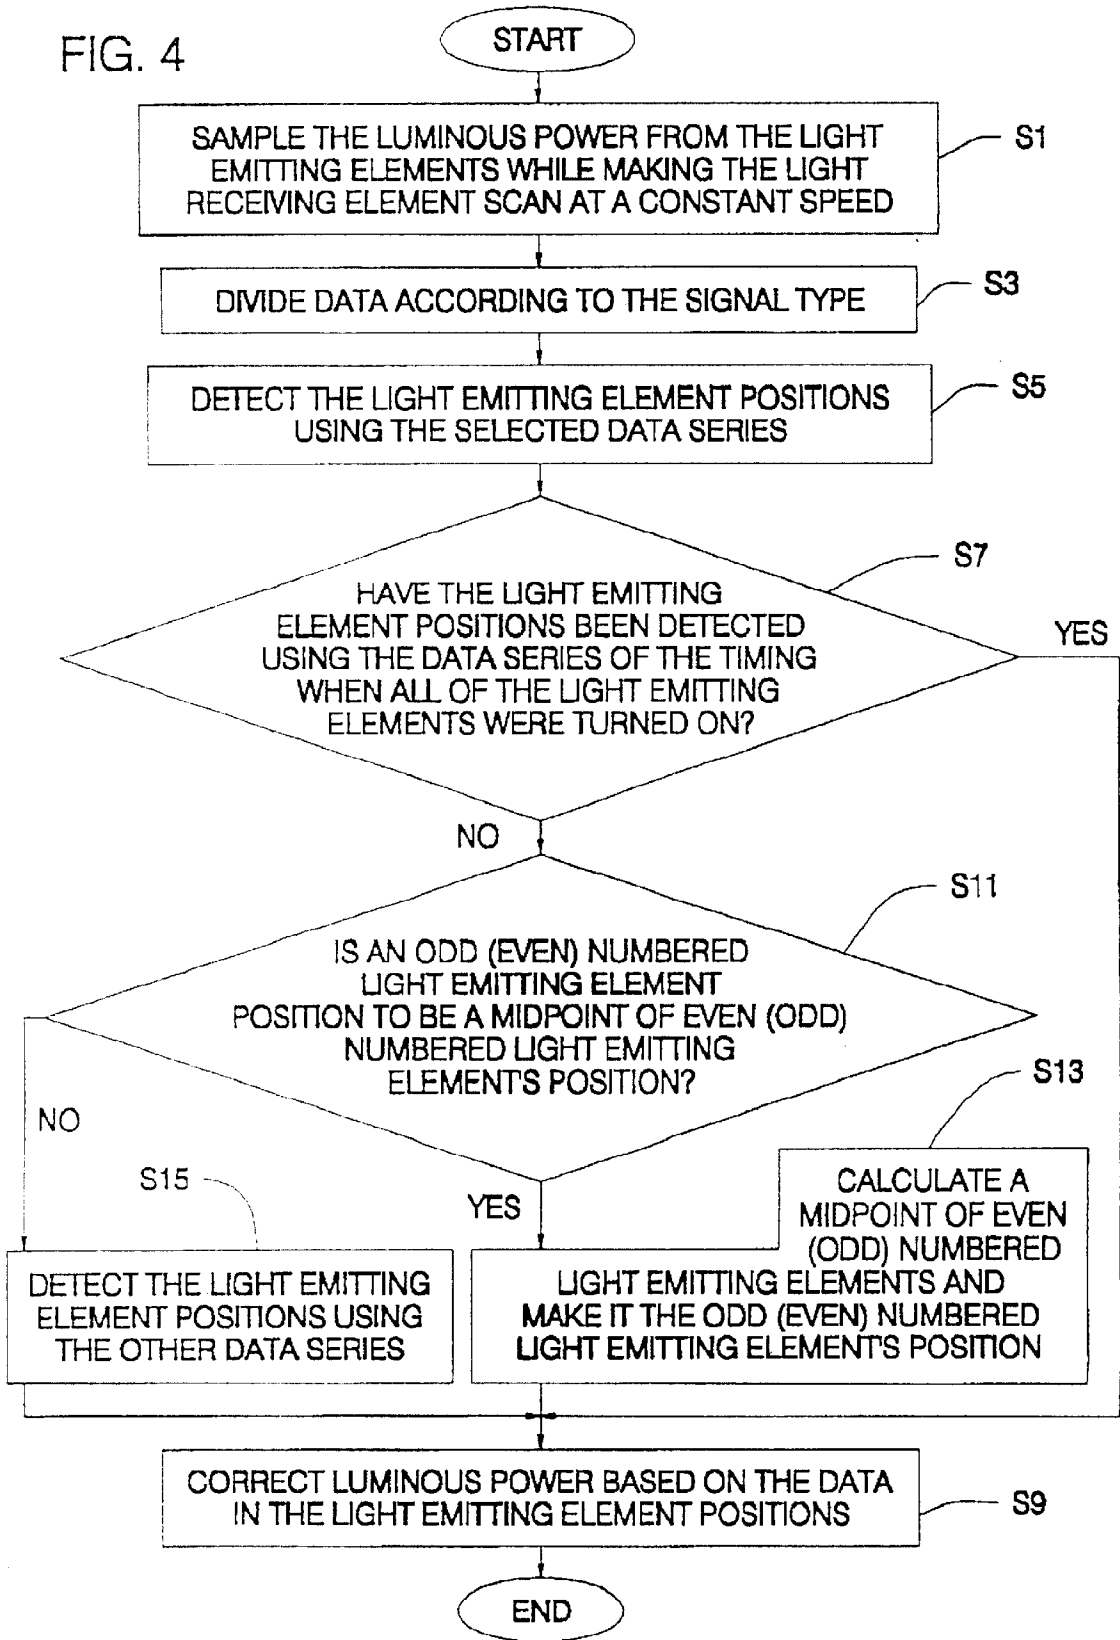 FIG. 4
START
SAMPLE THE LUMINOUS POWER FROM THE LIGHT
EMITTING ELEMENTS WHILE MAKING THE LIGHT
RECEIVING ELEMENT SCAN AT A CONSTANT SPEED
S1
DIVIDE DATA ACCORDING TO THE SIGNAL TYPE
S3
DETECT THE LIGHT EMITTING ELEMENT POSITIONS
USING THE SELECTED DATA SERIES
S5
HAVE THE LIGHT EMITTING
ELEMENT POSITIONS BEEN DETECTED
USING THE DATA SERIES OF THE TIMING
WHEN ALL OF THE LIGHT EMITTING
ELEMENTS WERE TURNED ON?
S7
YES
NO
IS AN ODD (EVEN) NUMBERED
LIGHT EMITTING ELEMENT
POSITION TO BE A MIDPOINT OF EVEN (ODD)
NUMBERED LIGHT EMITTING
ELEMENT'S POSITION?
S11
NO
YES
S15
DETECT THE LIGHT EMITTING
ELEMENT POSITIONS USING
THE OTHER DATA SERIES
S13
CALCULATE A
MIDPOINT OF EVEN
(ODD) NUMBERED
LIGHT EMITTING ELEMENTS AND
MAKE IT THE ODD (EVEN) NUMBERED
LIGHT EMITTING ELEMENT'S POSITION
CORRECT LUMINOUS POWER BASED ON THE DATA
IN THE LIGHT EMITTING ELEMENT POSITIONS
S9
END